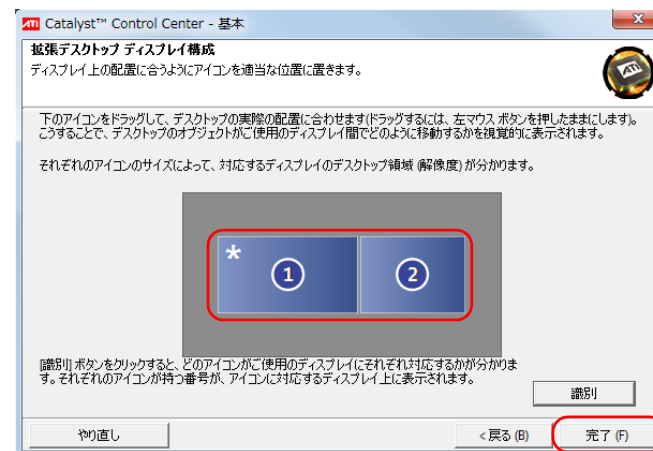 ATI Catalyst™ Control Center - 基本
拡張デスクトップ ディスプレイ構成
ディスプレイ上の配置に合うようにアイコンを適当な位置に置きます。
ATI
下のアイコンをドラッグして、デスクトップの実際の配置に合わせます(ドラッグするには、左マウス ボタンを押したままにします)。
こうすることで、デスクトップのオブジェクトがご使用のディスプレイ間でどのように移動するかを視覚的に表示されます。
それぞれのアイコンのサイズによって、対応するディスプレイのデスクトップ領域 (解像度) が分かります。
* 1 2
[識別] ボタンをクリックすると、どのアイコンがご使用のディスプレイにそれぞれ対応するかが分かりま
す。それぞれのアイコンが持つ番号が、アイコンに対応するディスプレイ上に表示されます。
識別
やり直し < 戻る (B) 完了 (F)